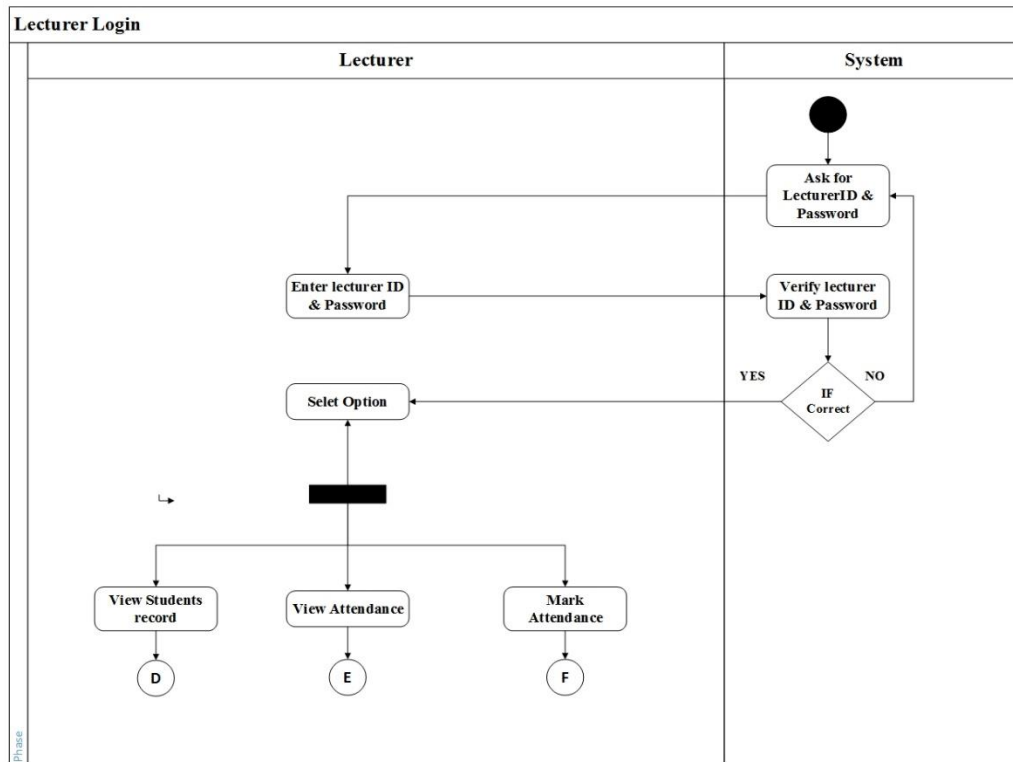 Lecturer Login
Lecturer
System
Ask for
LecturerID &
Password
Enter lecturer ID
& Password
Verify lecturer
ID & Password
YES
NO
IF
Correct
Selet Option
View Students
record
View Attendance
Mark
Attendance
D
E
F
Phase